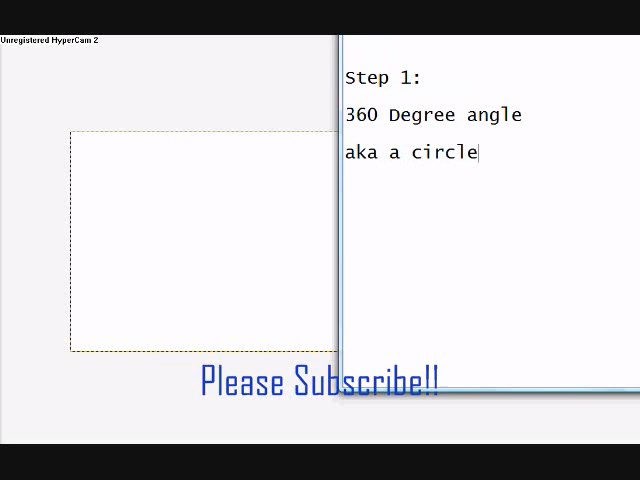 Unregistered HyperCam 2
Step 1:
360 Degree angle
aka a circle
Please Subscribe!!